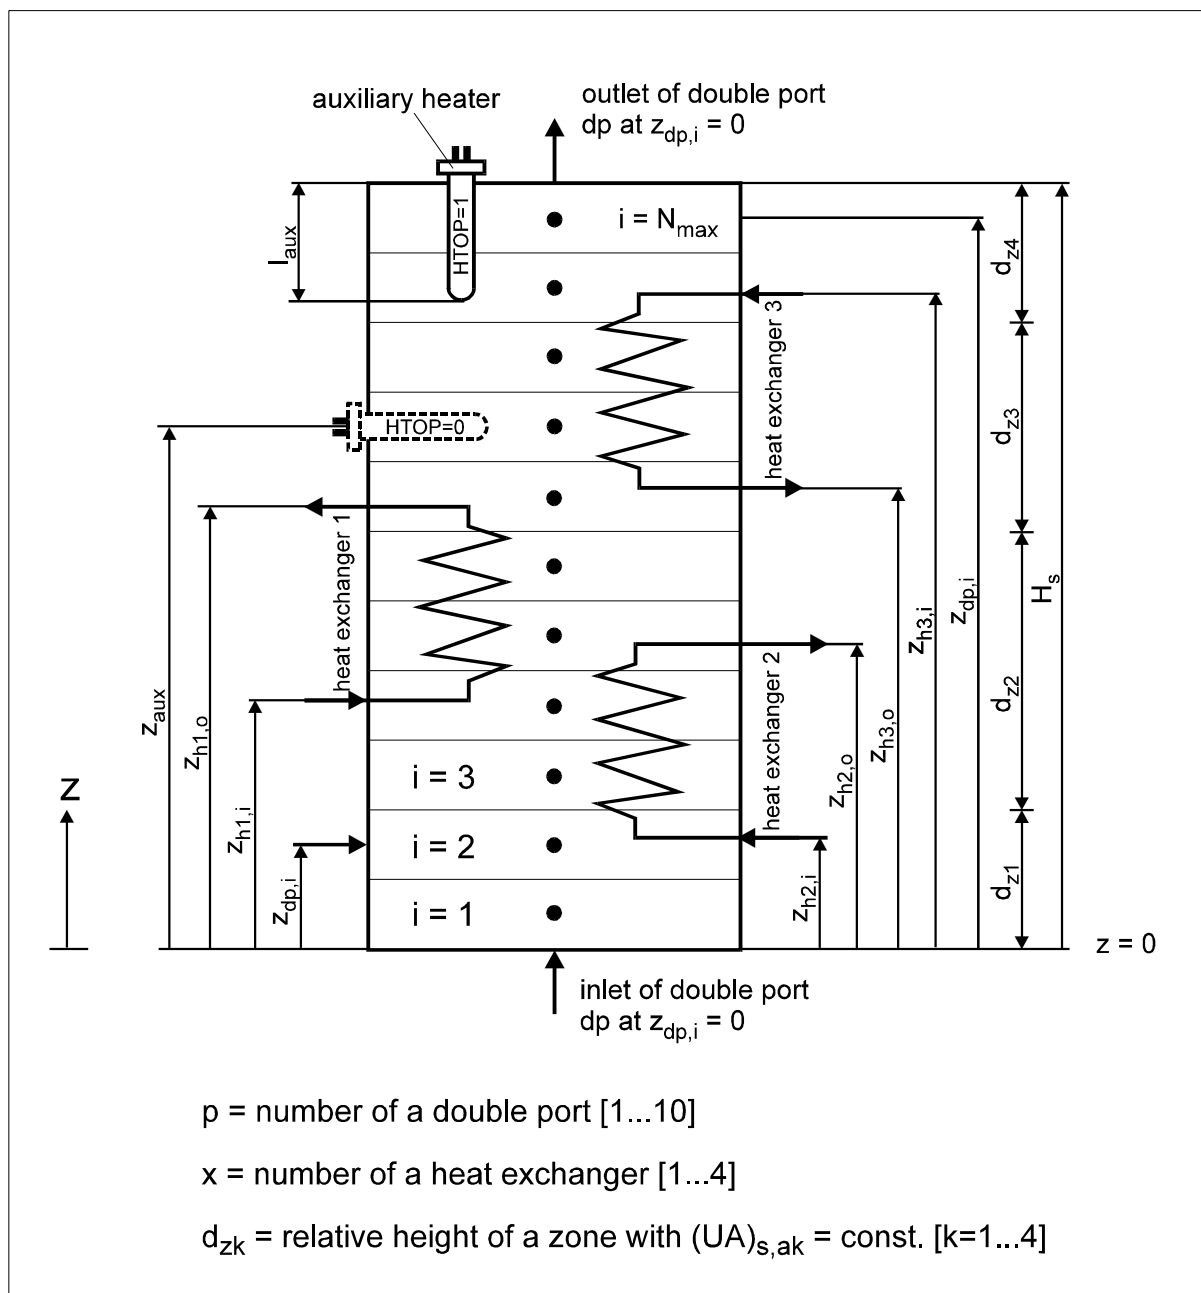 auxiliary heater
outlet of double port
dp at z_dp,i = 0
l_aux
HTOP=1
i = N_max
d_z4
heat exchanger 3
HTOP=0
d_z3
heat exchanger 1
z_aux
z_h1,o
z_h1,i
z_dp,i
z
i = 3
i = 2
i = 1
heat exchanger 2
z_h2,i
z_h2,o
z_h3,o
z_h3,i
z_dp,i
H_s
d_z2
d_z1
z = 0
inlet of double port
dp at z_dp,i = 0
p = number of a double port [1...10]
x = number of a heat exchanger [1...4]
d_zk = relative height of a zone with (UA)_s,ak = const. [k=1...4]